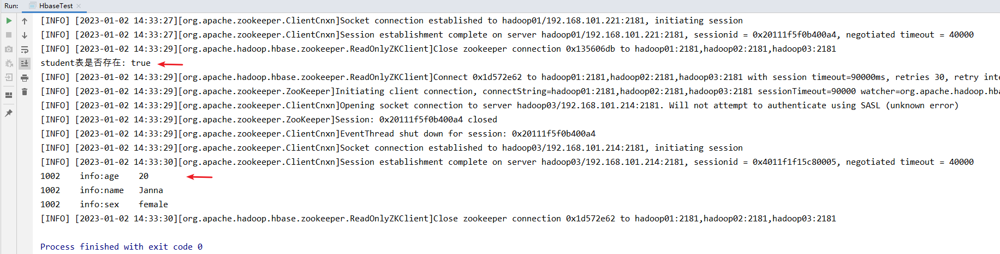 Run: HbaseTest
[INFO] [2023-01-02 14:33:27][org.apache.zookeeper.ClientCnxn]Socket connection established to hadoop01/192.168.101.221:2181, initiating session
[INFO] [2023-01-02 14:33:27][org.apache.zookeeper.ClientCnxn]Session establishment complete on server hadoop01/192.168.101.221:2181, sessionid = 0x20111f5f0b400a4, negotiated timeout = 40000
[INFO] [2023-01-02 14:33:29][org.apache.hadoop.hbase.zookeeper.ReadOnlyZKClient]Close zookeeper connection 0x135606db to hadoop01:2181,hadoop02:2181,hadoop03:2181
student表是否存在: true
[INFO] [2023-01-02 14:33:29][org.apache.hadoop.hbase.zookeeper.ReadOnlyZKClient]Connect 0x1d572e62 to hadoop01:2181,hadoop02:2181,hadoop03:2181 with session timeout=90000ms, retries 30, retry inte
[INFO] [2023-01-02 14:33:29][org.apache.zookeeper.ZooKeeper]Initiating client connection, connectString=hadoop01:2181,hadoop02:2181,hadoop03:2181 sessionTimeout=90000 watcher=org.apache.hadoop.hba
[INFO] [2023-01-02 14:33:29][org.apache.zookeeper.ClientCnxn]Opening socket connection to server hadoop03/192.168.101.214:2181. Will not attempt to authenticate using SASL (unknown error)
[INFO] [2023-01-02 14:33:29][org.apache.zookeeper.ZooKeeper]Session: 0x20111f5f0b400a4 closed
[INFO] [2023-01-02 14:33:29][org.apache.zookeeper.ClientCnxn]EventThread shut down for session: 0x20111f5f0b400a4
[INFO] [2023-01-02 14:33:29][org.apache.zookeeper.ClientCnxn]Socket connection established to hadoop03/192.168.101.214:2181, initiating session
[INFO] [2023-01-02 14:33:30][org.apache.zookeeper.ClientCnxn]Session establishment complete on server hadoop03/192.168.101.214:2181, sessionid = 0x4011f1f15c80005, negotiated timeout = 40000
1002 info:age 20
1002 info:name Janna
1002 info:sex female
[INFO] [2023-01-02 14:33:30][org.apache.hadoop.hbase.zookeeper.ReadOnlyZKClient]Close zookeeper connection 0x1d572e62 to hadoop01:2181,hadoop02:2181,hadoop03:2181
Process finished with exit code 0